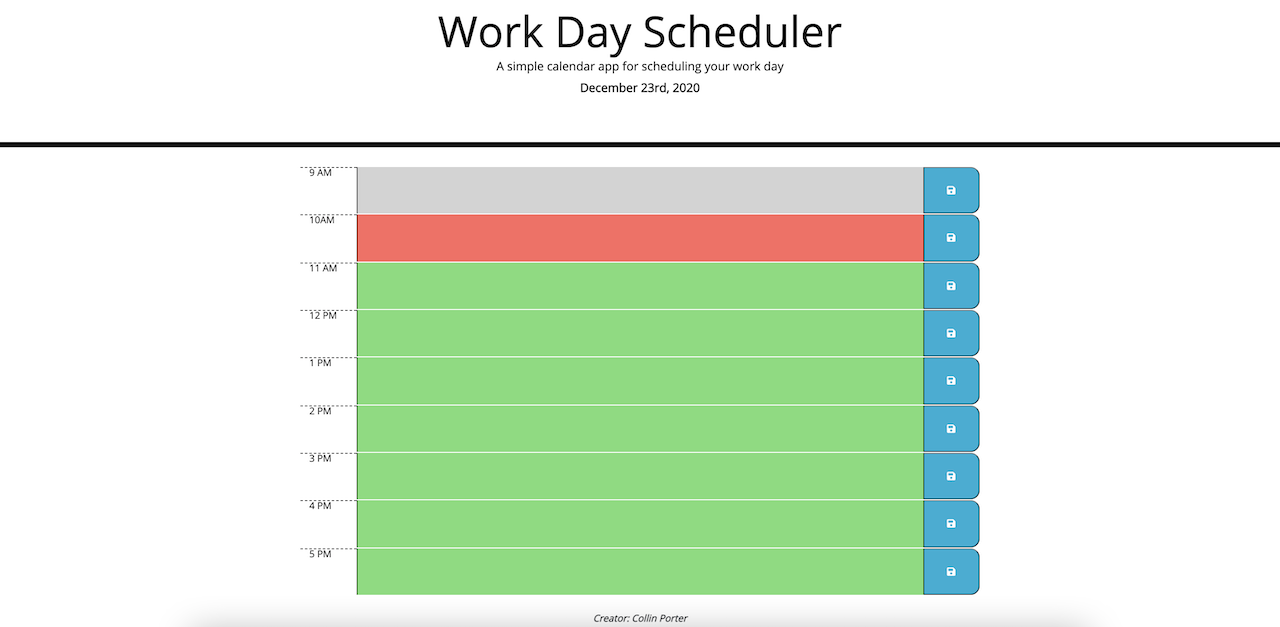 Work Day Scheduler
A simple calendar app for scheduling your work day
December 23rd, 2020
9 AM
10AM
11 AM
12 PM
1 PM
2 PM
3 PM
4 PM
5 PM
Creator: Collin Porter